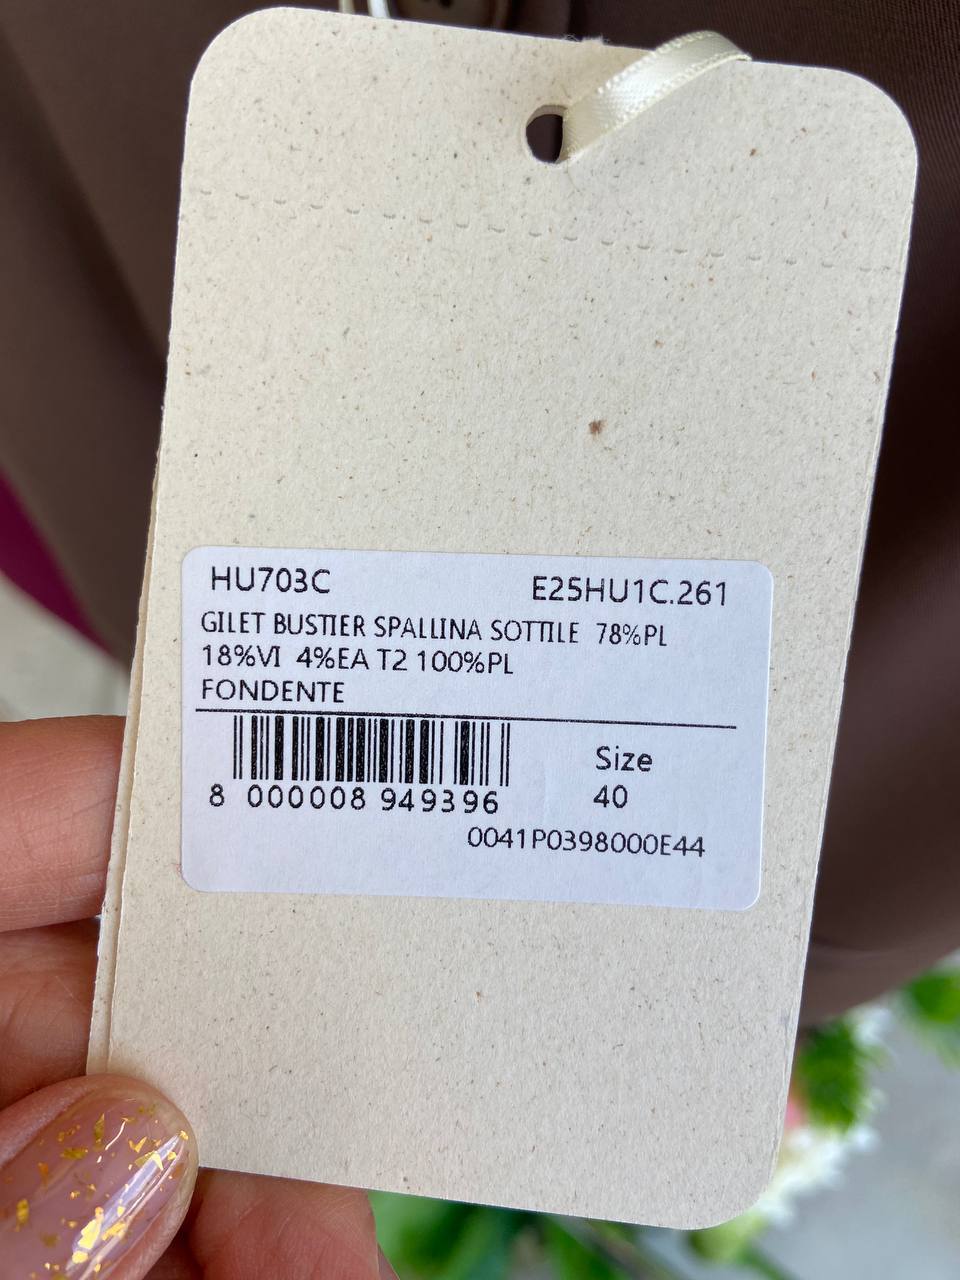 HU703C E25HU1C.261
GILET BUSTIER SPALLINA SOTTILE 78%PL
18%VI 4%EA T2 100%PL
FONDENTE
Size
8 000008 949396 40
0041P0398000E44